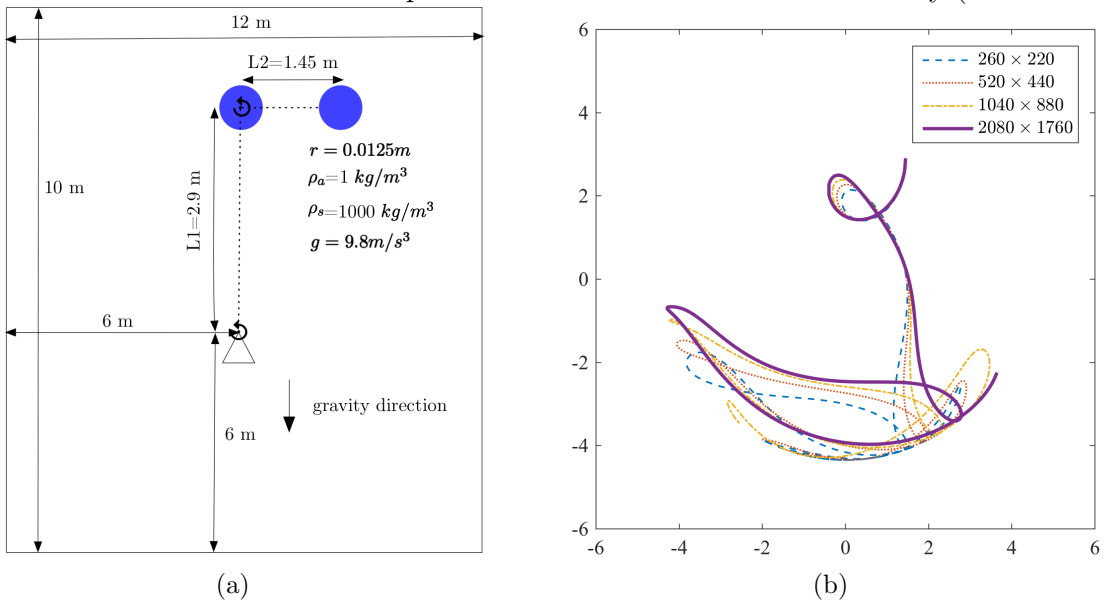 12 m
L2=1.45 m
r = 0.0125m
ρₐ=1 kg/m³
ρₛ=1000 kg/m³
g = 9.8m/s³
10 m
L1=2.9 m
6 m
gravity direction
6 m
(a)
260 × 220
520 × 440
1040 × 880
2080 × 1760
6
4
2
0
-2
-4
-6
-6 -4 -2 0 2 4 6
(b)